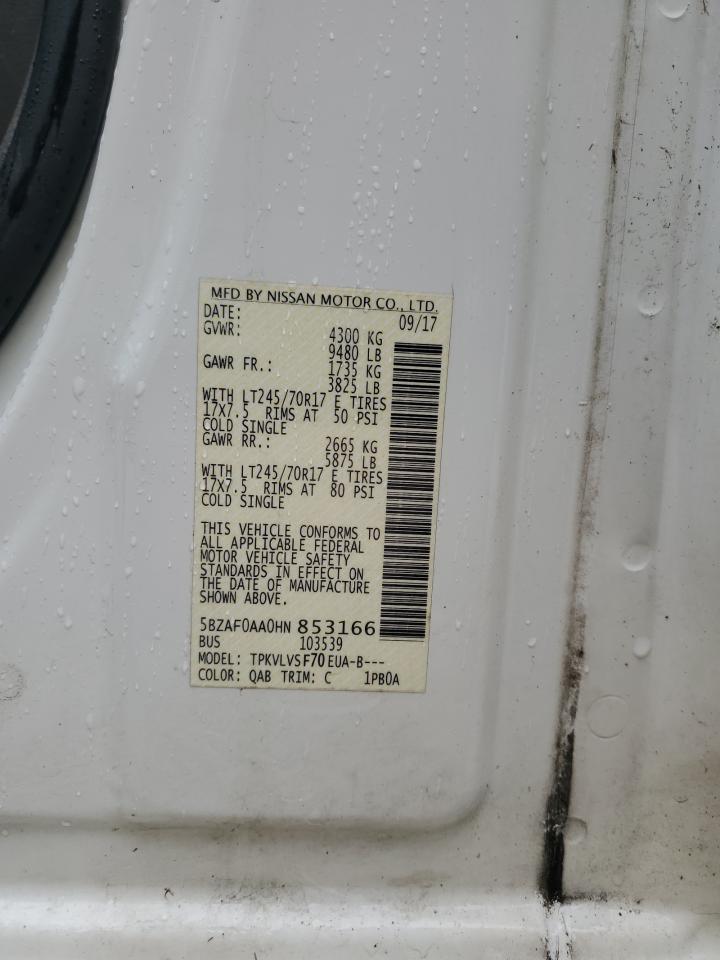 MFD BY NISSAN MOTOR CO., LTD.
DATE: 09/17
GVWR: 4300 KG
9480 LB
GAWR FR.: 1735 KG
3825 LB
WITH LT245/70R17 E TIRES
17X7.5 RIMS AT 50 PSI
COLD SINGLE
GAWR RR.: 2665 KG
5875 LB
WITH LT245/70R17 E TIRES
17X7.5 RIMS AT 80 PSI
COLD SINGLE
THIS VEHICLE CONFORMS TO
ALL APPLICABLE FEDERAL
MOTOR VEHICLE SAFETY
STANDARDS IN EFFECT ON
THE DATE OF MANUFACTURE
SHOWN ABOVE.
5BZAF0AA0HN 853166
BUS 103539
MODEL: TPKVLVSF70EUA-B---
COLOR: QAB TRIM: C 1PB0A